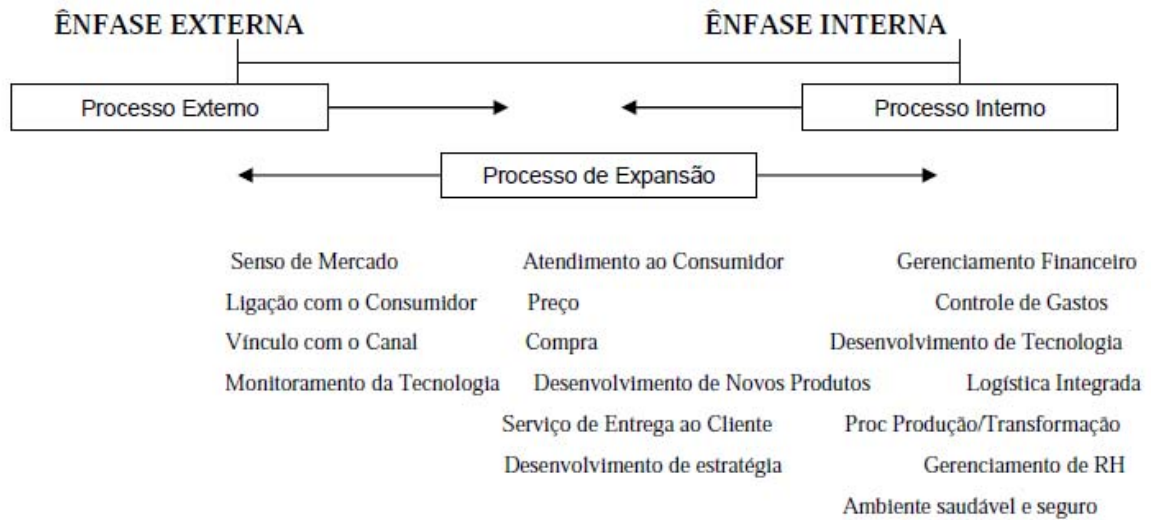 ÊNFASE EXTERNA ÊNFASE INTERNA
Processo Externo Processo Interno
Processo de Expansão
Senso de Mercado Atendimento ao Consumidor Gerenciamento Financeiro
Ligação com o Consumidor Preço Controle de Gastos
Vínculo com o Canal Compra Desenvolvimento de Tecnologia
Monitoramento da Tecnologia Desenvolvimento de Novos Produtos Logística Integrada
Serviço de Entrega ao Cliente Proc Produção/Transformação
Desenvolvimento de estratégia Gerenciamento de RH
Ambiente saudável e seguro